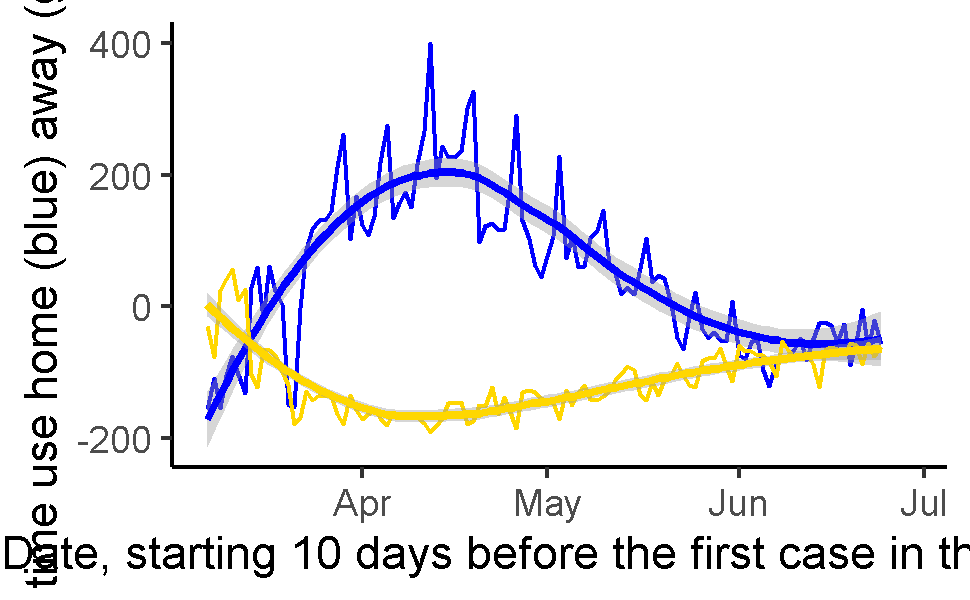 time use home (blue) away (
400
200
0
-200
Apr May Jun Jul
Date, starting 10 days before the first case in th